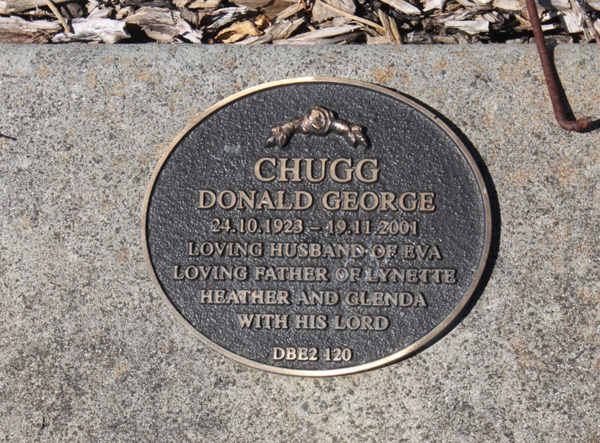 CHUGG
DONALD GEORGE
24.10.1923 – 19.11.2001
LOVING HUSBAND OF EVA
LOVING FATHER OF LYNETTE
HEATHER AND GLENDA
WITH HIS LORD
DBE2 120